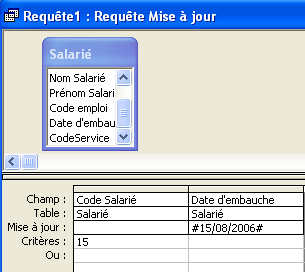 Requête1 : Requête Mise à jour
Salarié
Nom Salarié
Prénom Salari
Code emploi
Date d'embau
CodeService
Champ : Code Salarié Date d'embauche
Table : Salarié Salarié
Mise à jour : #15/08/2006#
Critères : 15
Ou :